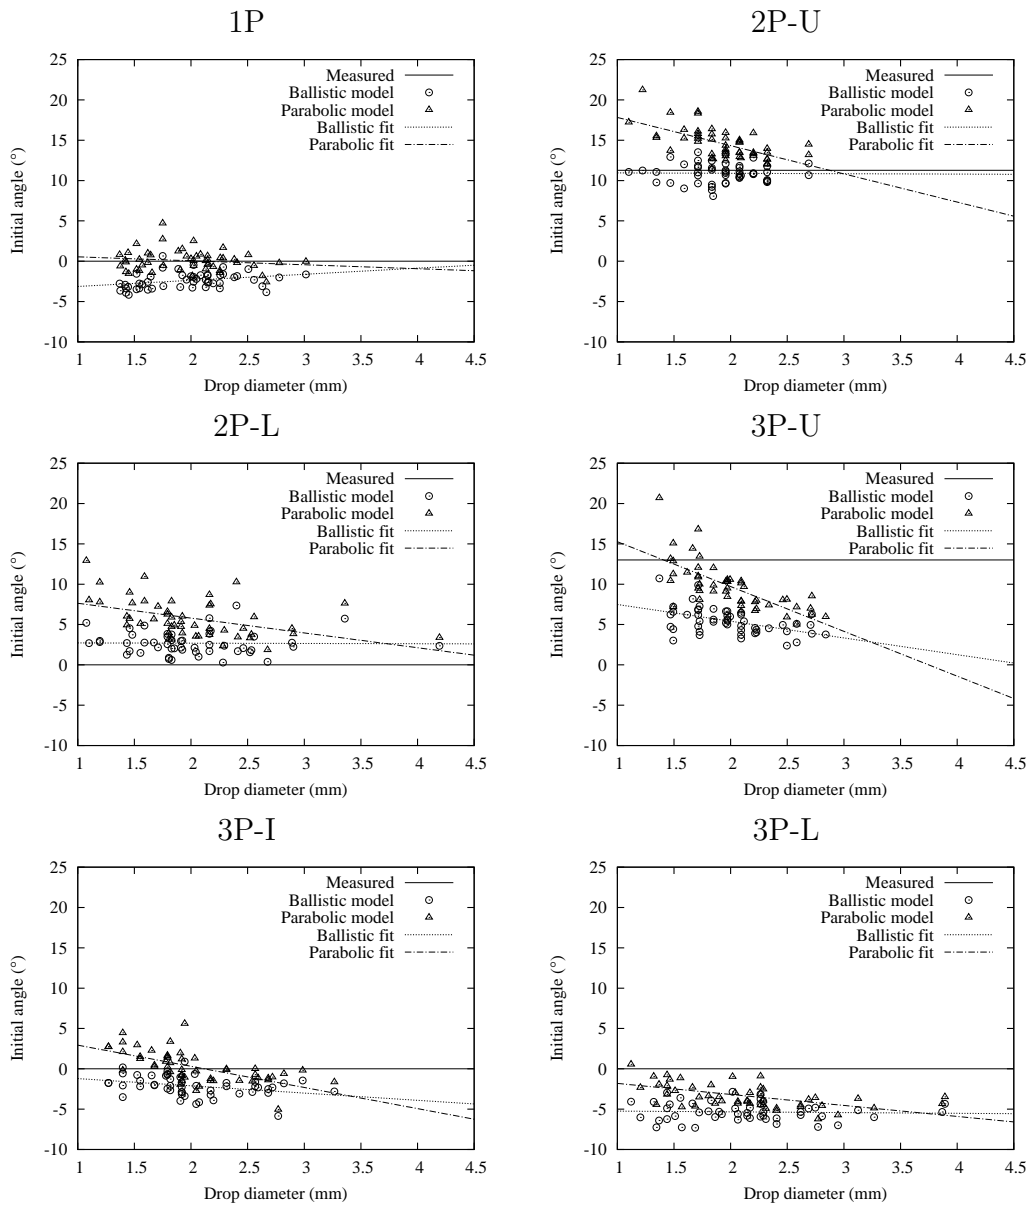 1P
25
20
15
10
5
0
-5
-10
1 1.5 2 2.5 3 3.5 4 4.5
Initial angle (°)
Drop diameter (mm)
Measured
Ballistic model
Parabolic model
Ballistic fit
Parabolic fit
2P-U
25
20
15
10
5
0
-5
-10
1 1.5 2 2.5 3 3.5 4 4.5
Initial angle (°)
Drop diameter (mm)
Measured
Ballistic model
Parabolic model
Ballistic fit
Parabolic fit
2P-L
25
20
15
10
5
0
-5
-10
1 1.5 2 2.5 3 3.5 4 4.5
Initial angle (°)
Drop diameter (mm)
Measured
Ballistic model
Parabolic model
Ballistic fit
Parabolic fit
3P-U
25
20
15
10
5
0
-5
-10
1 1.5 2 2.5 3 3.5 4 4.5
Initial angle (°)
Drop diameter (mm)
Measured
Ballistic model
Parabolic model
Ballistic fit
Parabolic fit
3P-I
25
20
15
10
5
0
-5
-10
1 1.5 2 2.5 3 3.5 4 4.5
Initial angle (°)
Drop diameter (mm)
Measured
Ballistic model
Parabolic model
Ballistic fit
Parabolic fit
3P-L
25
20
15
10
5
0
-5
-10
1 1.5 2 2.5 3 3.5 4 4.5
Initial angle (°)
Drop diameter (mm)
Measured
Ballistic model
Parabolic model
Ballistic fit
Parabolic fit